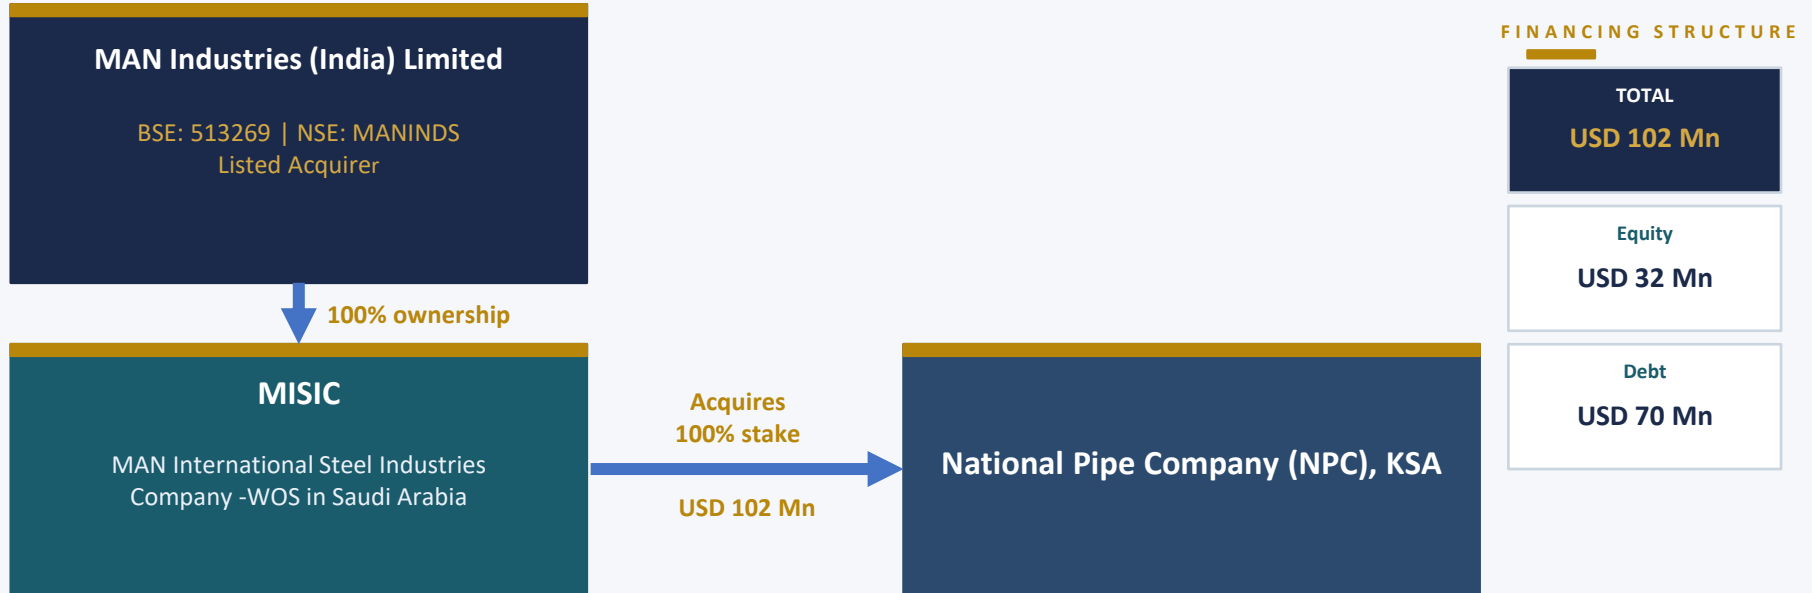 MAN Industries (India) Limited
BSE: 513269 | NSE: MANINDS
Listed Acquirer
100% ownership
MISIC
MAN International Steel Industries
Company -WOS in Saudi Arabia
Acquires
100% stake
USD 102 Mn
National Pipe Company (NPC), KSA
FINANCING STRUCTURE
TOTAL
USD 102 Mn
Equity
USD 32 Mn
Debt
USD 70 Mn